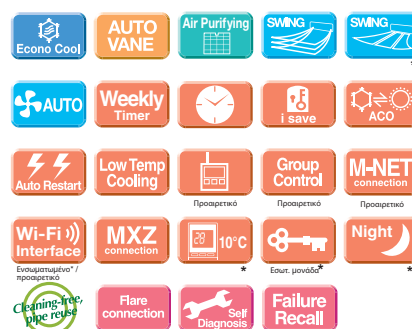 Econo Cool
AUTO
VANE
Air Purifying
SWING
SWING
*
AUTO
Weekly
Timer
i save
ACO
Auto Restart
Low Temp
Cooling
Προαιρετικό
Group
Control
Προαιρετικό
M-NET
connection
Προαιρετικό
Wi-Fi
Interface
Ενσωματωμένο* /
προαιρετικό
MXZ
connection
10°C
*
Εσωτ. μονάδα*
Night
*
Cleaning-free,
pipe reuse
Flare
connection
Self
Diagnosis
Failure
Recall